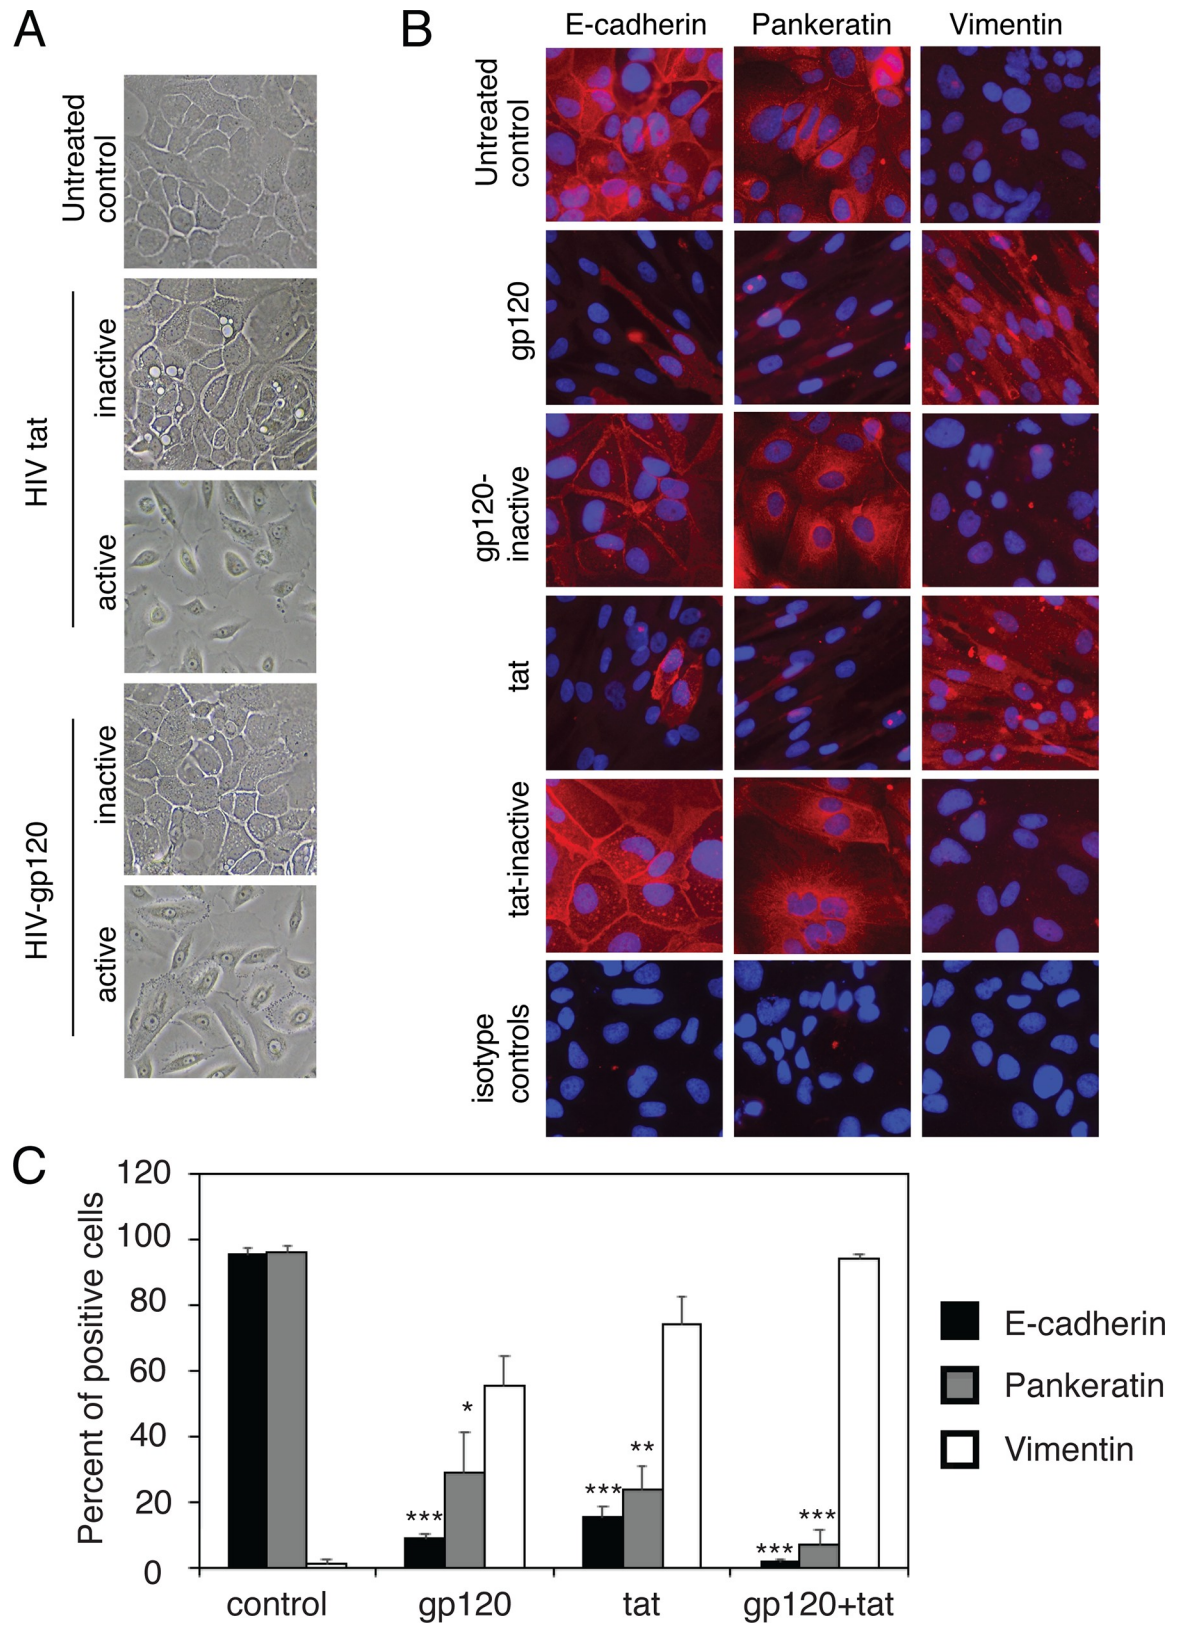 A
Untreated
control
HIV tat
inactive
active
HIV-gp120
inactive
active
B
E-cadherin
Pankeratin
Vimentin
Untreated
control
gp120
gp120-
inactive
tat
tat-inactive
isotype
controls
C
Percent of positive cells
120
100
80
60
40
20
0
***
*
***
**
***
***
control
gp120
tat
gp120+tat
E-cadherin
Pankeratin
Vimentin